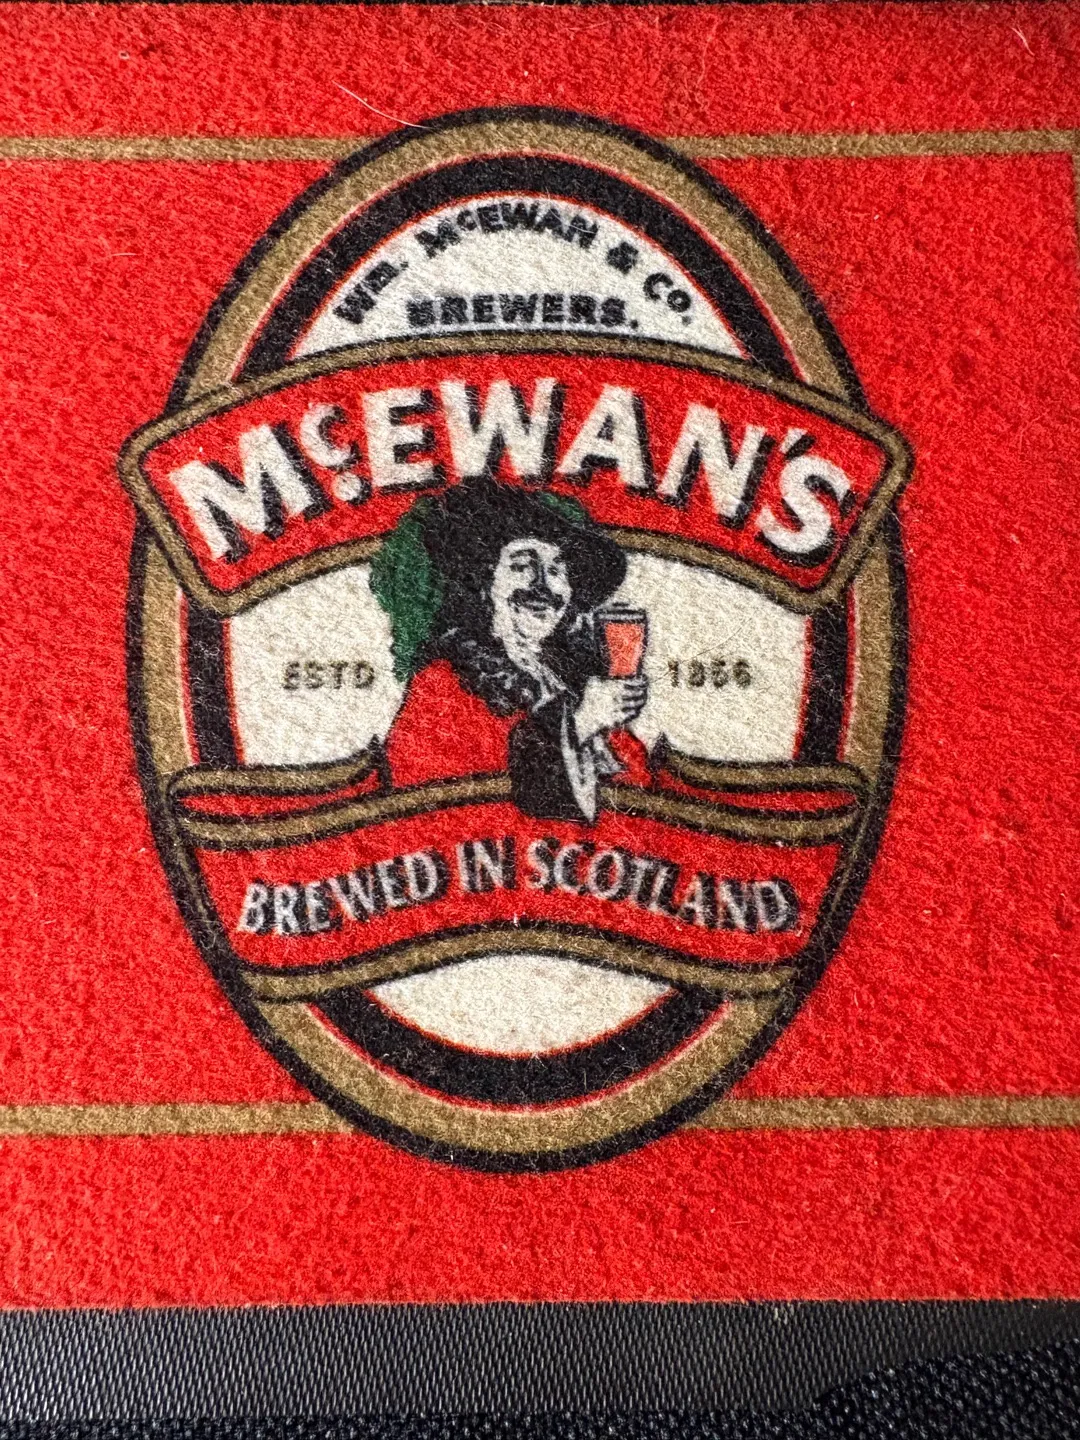 Wm. McEWAN & Co.
BREWERS.
McEWAN'S
ESTD 1856
BREWED IN SCOTLAND.